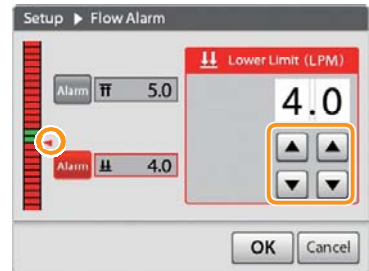 Setup ▶ Flow Alarm
Lower Limit (LPM)
Alarm 5.0
4.0
Alarm 4.0
OK Cancel